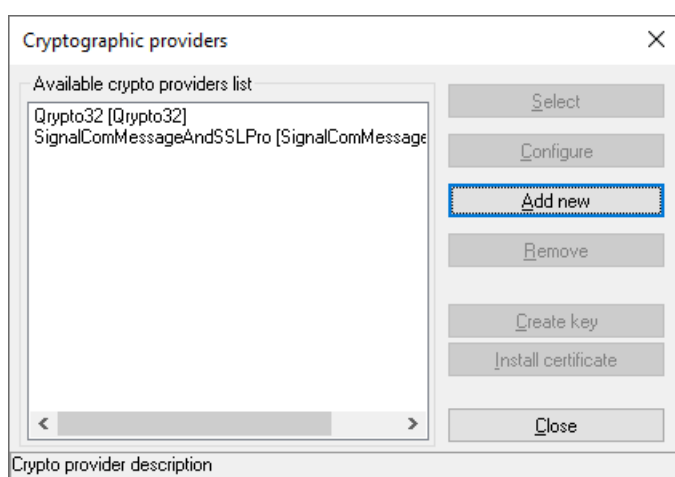 Cryptographic providers
Available crypto providers list
Qrypto32 [Qrypto32]
SignalComMessageAndSSLPro [SignalComMessage
Select
Configure
Add new
Remove
Create key
Install certificate
Close
Crypto provider description